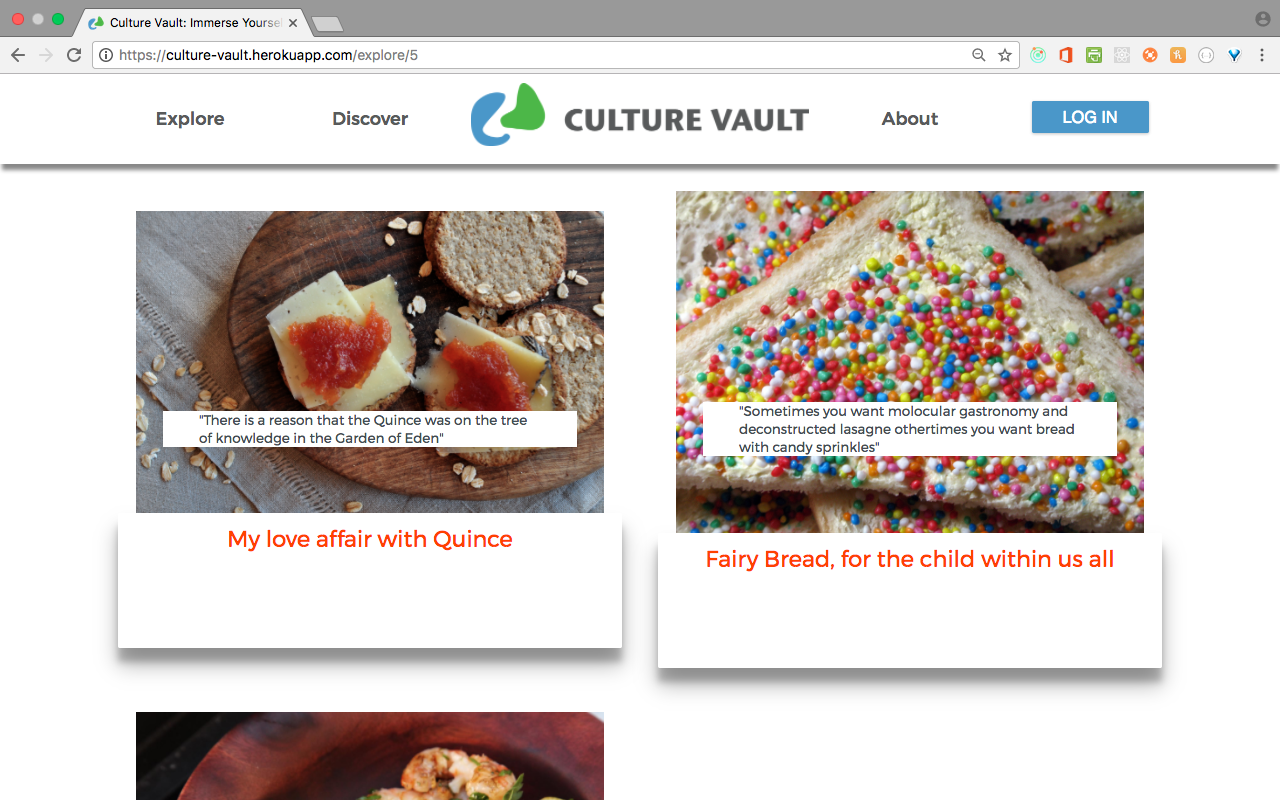 Culture Vault: Immerse Yoursel
https://culture-vault.herokuapp.com/explore/5
Explore
Discover
CULTURE VAULT
About
LOG IN
"There is a reason that the Quince was on the tree
of knowledge in the Garden of Eden"
My love affair with Quince
"Sometimes you want molocular gastronomy and
deconstructed lasagne othertimes you want bread
with candy sprinkles"
Fairy Bread, for the child within us all